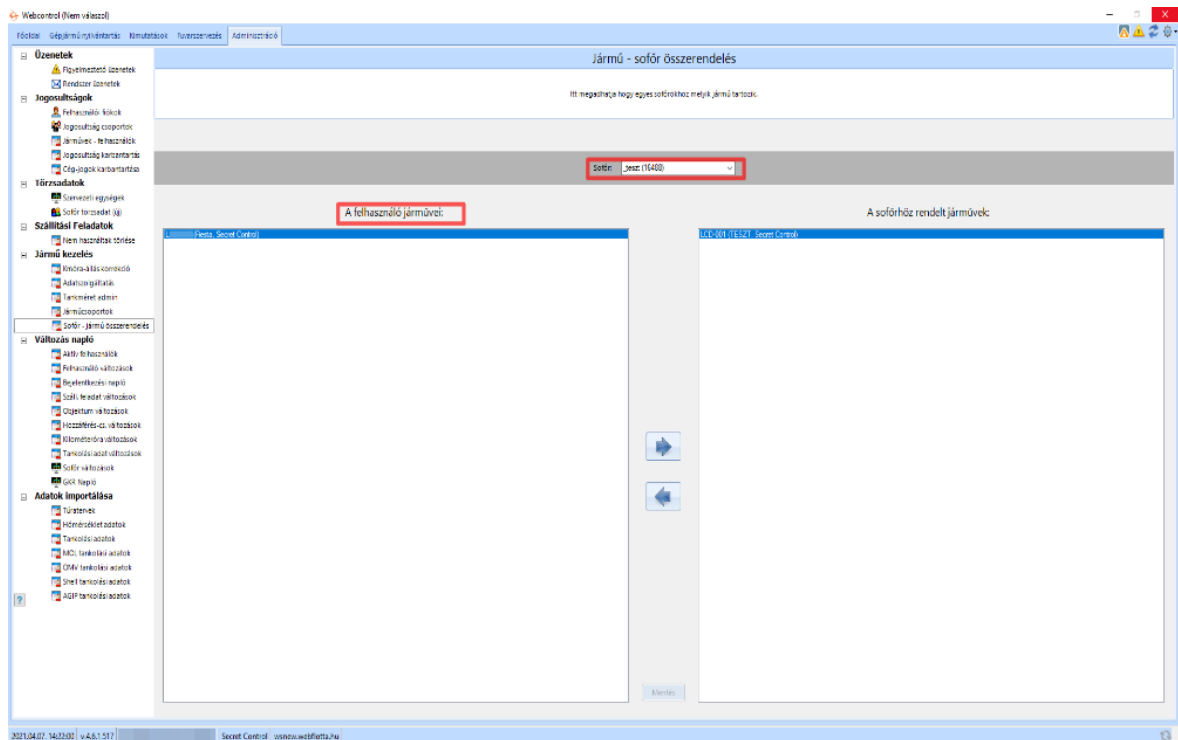 Webcontrol (Nem válaszol)
Főoldal Gépjármű nyilvántartás Kimutatások Fuvarszervezés Adminisztráció
Üzenetek
Figyelmeztető üzenetek
Rendszer üzenetek
Jogosultságok
Felhasználói fiókok
Jogosultság csoportok
Járművek - felhasználók
Jogosultság karbantartás
Cég-jogok karbantartása
Törzsadatok
Szervezeti egységek
Sofőr törzsadat (új)
Szállítási Feladatok
Nem használtak törlése
Jármű kezelés
Kmóra-állás korrekció
Adatszolgáltatás
Tankméret admin
Járműcsoportok
Sofőr - jármű összerendelés
Változás napló
Aktív felhasználók
Felhasználó változások
Bejelentkezési napló
Száll. feladat változások
Objektum változások
Hozzáférés-cs. változások
Kilométeróra változások
Tankolási adat változások
Sofőr változások
GKR Napló
Adatok importálása
Túratervek
Hőmérséklet adatok
Tankolási adatok
MOL tankolási adatok
OMV tankolási adatok
Shell tankolási adatok
AGIP tankolási adatok
?
Jármű - sofőr összerendelés
Itt megadhatja hogy egyes sofőrökhöz melyik jármű tartozik.
Sofőr: _teszt (16488)
A felhasználó járművei:
Fiesta, Secret Control)
A sofőrhöz rendelt járművek:
LCD-001 (TESZT, Secret Control)
Mentés
2021.04.07. 14:22:00 v.4.6.1.517 Secret Control wsnew.webflotta.hu